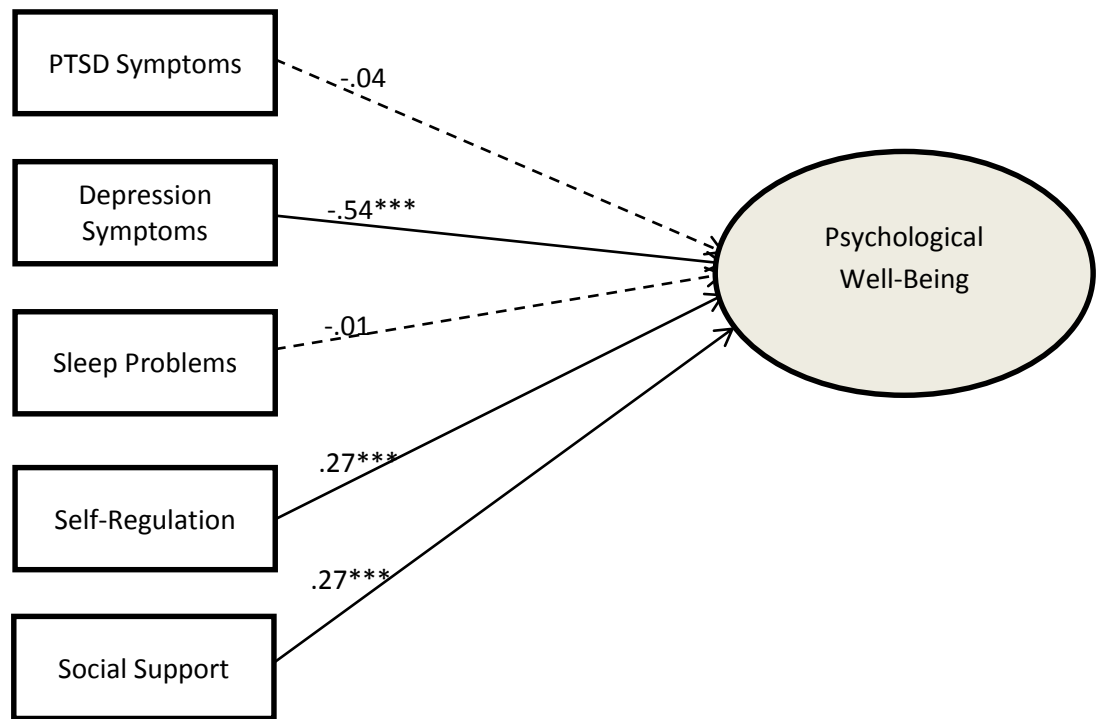 PTSD Symptoms
-.04
Depression
Symptoms
-.54***
Psychological
Well-Being
Sleep Problems
-.01
Self-Regulation
.27***
Social Support
.27***